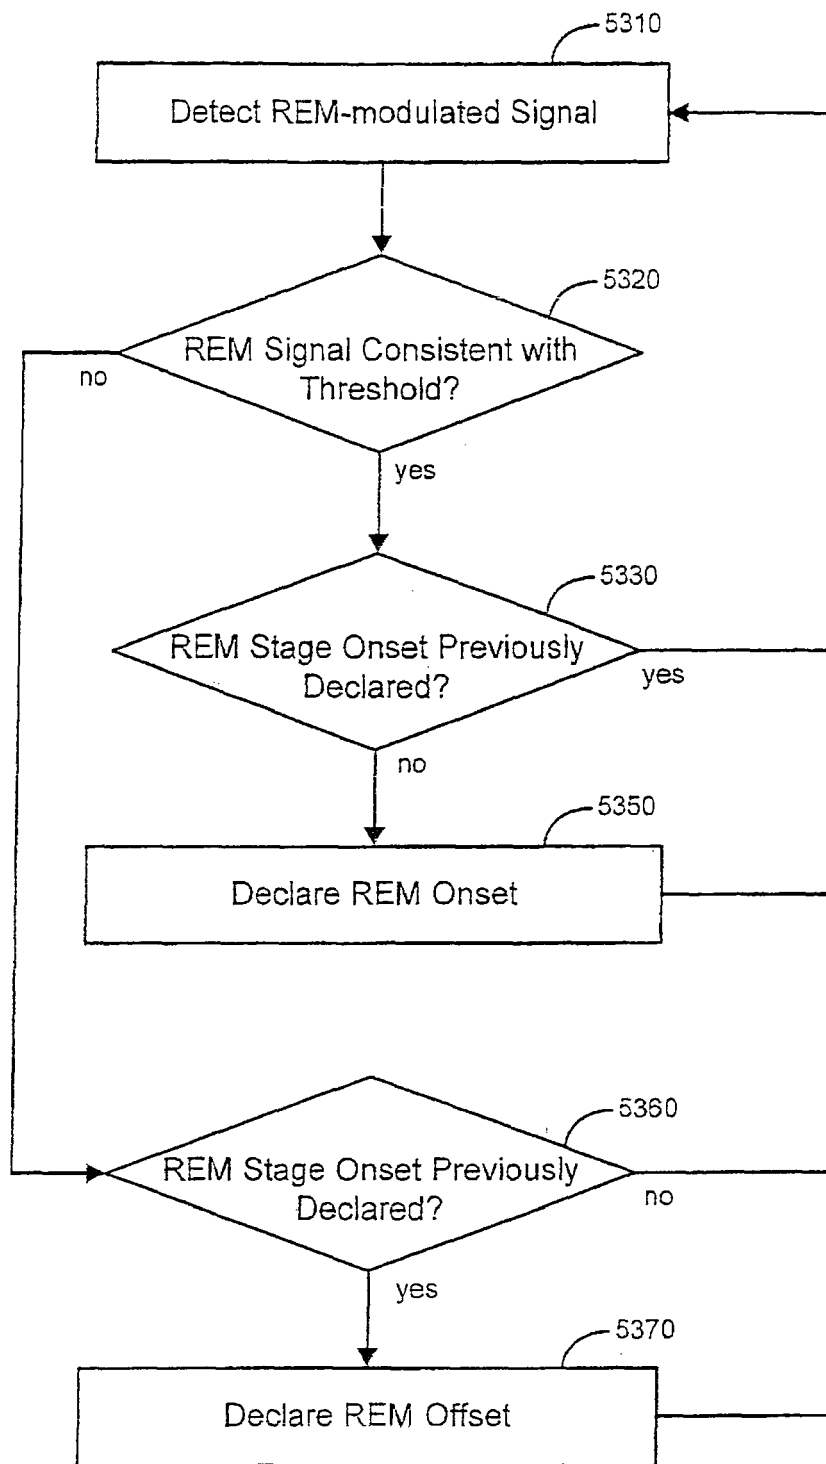 5310
Detect REM-modulated Signal
5320
REM Signal Consistent with
Threshold?
no
yes
5330
REM Stage Onset Previously
Declared?
yes
no
5350
Declare REM Onset
5360
REM Stage Onset Previously
Declared?
no
yes
5370
Declare REM Offset